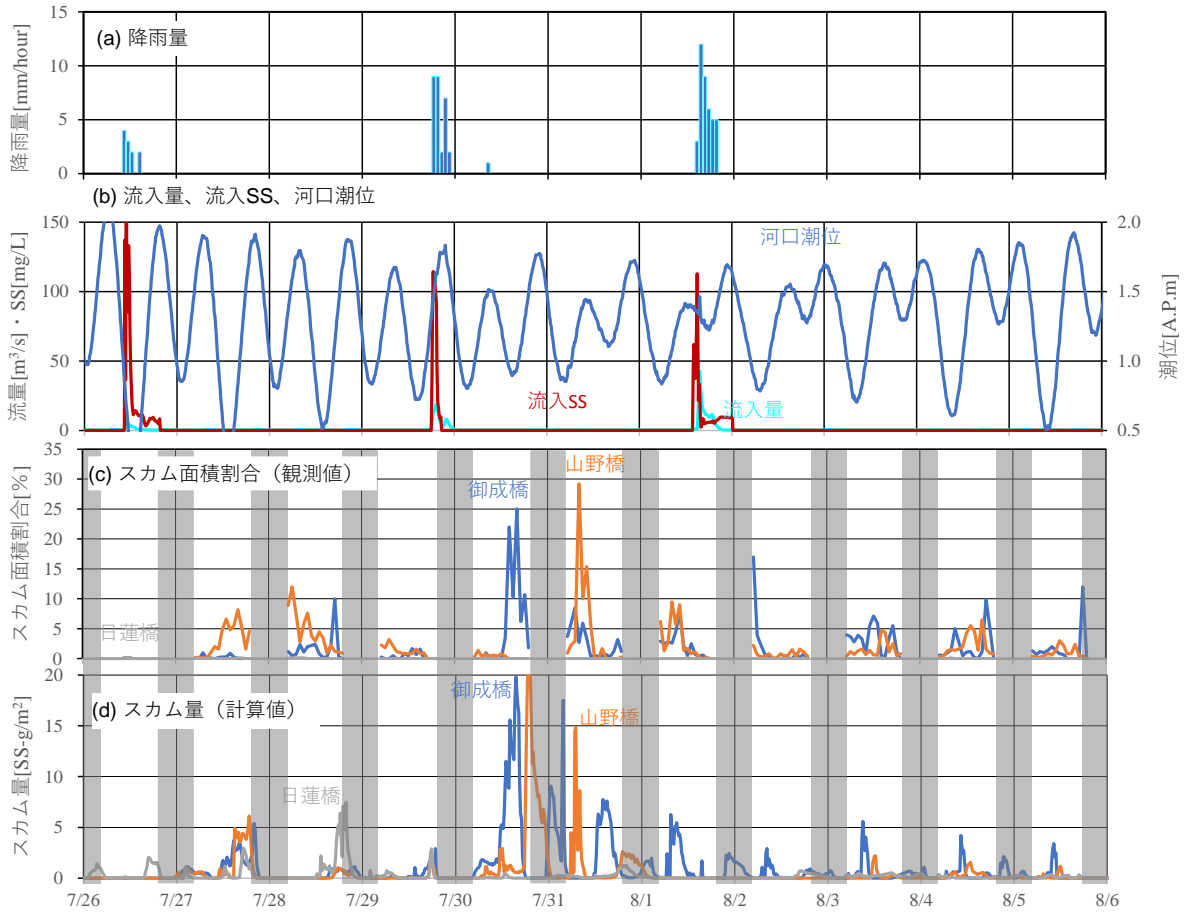 (a) 降雨量
降雨量[mm/hour]
15
10
5
0
(b) 流入量、流入SS、河口潮位
流量[m³/s]・SS[mg/L]
150
100
50
0
河口潮位
流入SS
流入量
2.0
1.5
1.0
0.5
潮位[A.P.m]
(c) スカム面積割合（観測値）
スカム面積割合[%]
35
30
25
20
15
10
5
0
日蓮橋
御成橋
山野橋
(d) スカム量（計算値）
スカム量[SS-g/m²]
20
15
10
5
0
日蓮橋
御成橋
山野橋
7/26 7/27 7/28 7/29 7/30 7/31 8/1 8/2 8/3 8/4 8/5 8/6